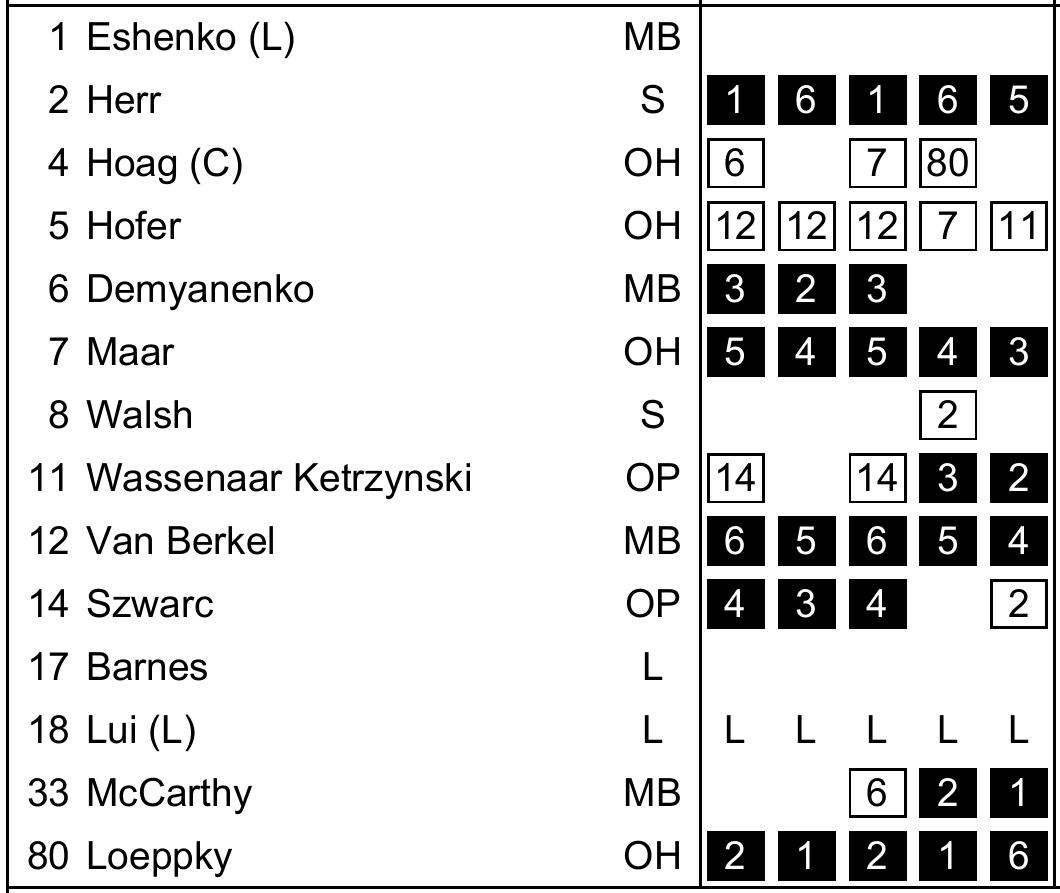 1 Eshenko (L) MB
2 Herr S 1 6 1 6 5
4 Hoag (C) OH 6 7 80
5 Hofer OH 12 12 12 7 11
6 Demyanenko MB 3 2 3
7 Maar OH 5 4 5 4 3
8 Walsh S 2
11 Wassenaar Ketrzynski OP 14 14 3 2
12 Van Berkel MB 6 5 6 5 4
14 Szwarc OP 4 3 4 2
17 Barnes L
18 Lui (L) L L L L L L
33 McCarthy MB 6 2 1
80 Loeppky OH 2 1 2 1 6